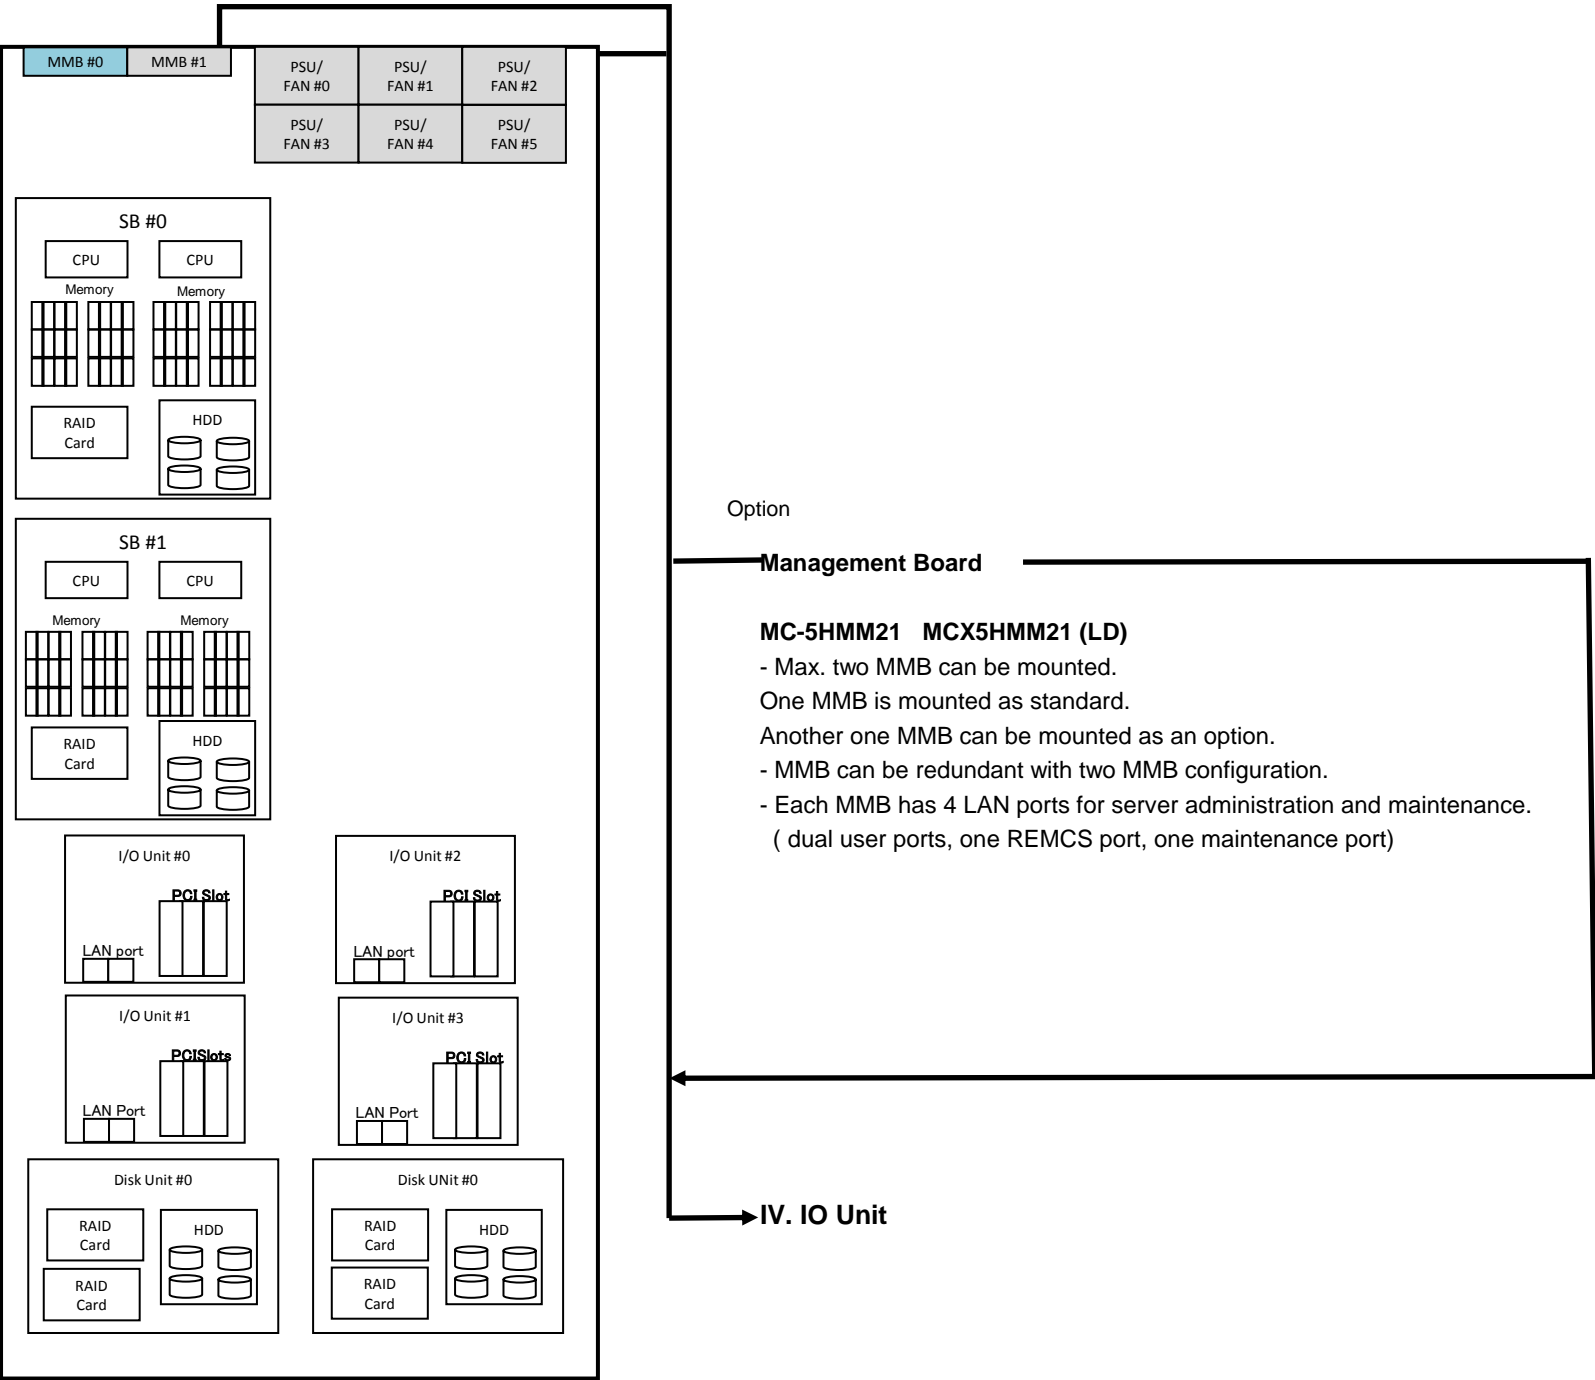 MMB #0
MMB #1
PSU/
FAN #0
PSU/
FAN #1
PSU/
FAN #2
PSU/
FAN #3
PSU/
FAN #4
PSU/
FAN #5
SB #0
CPU
CPU
Memory
Memory
RAID
Card
HDD
SB #1
CPU
CPU
Memory
Memory
RAID
Card
HDD
I/O Unit #0
PCI Slot
LAN port
I/O Unit #2
PCI Slot
LAN port
I/O Unit #1
PCISlots
LAN Port
I/O Unit #3
PCI Slot
LAN Port
Disk Unit #0
RAID
Card
RAID
Card
HDD
Disk UNit #0
RAID
Card
RAID
Card
HDD
Option
Management Board
MC-5HMM21 MCX5HMM21 (LD)
- Max. two MMB can be mounted.
One MMB is mounted as standard.
Another one MMB can be mounted as an option.
- MMB can be redundant with two MMB configuration.
- Each MMB has 4 LAN ports for server administration and maintenance.
( dual user ports, one REMCS port, one maintenance port)
IV. IO Unit